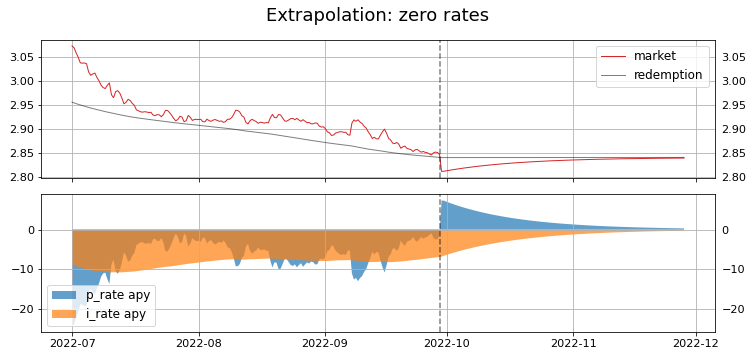 Extrapolation: zero rates
3.05 3.05
3.00 3.00
2.95 2.95
2.90 2.90
2.85 2.85
2.80 2.80
market
redemption
0 0
−10 −10
−20 −20
p_rate apy
i_rate apy
2022-07 2022-08 2022-09 2022-10 2022-11 2022-12